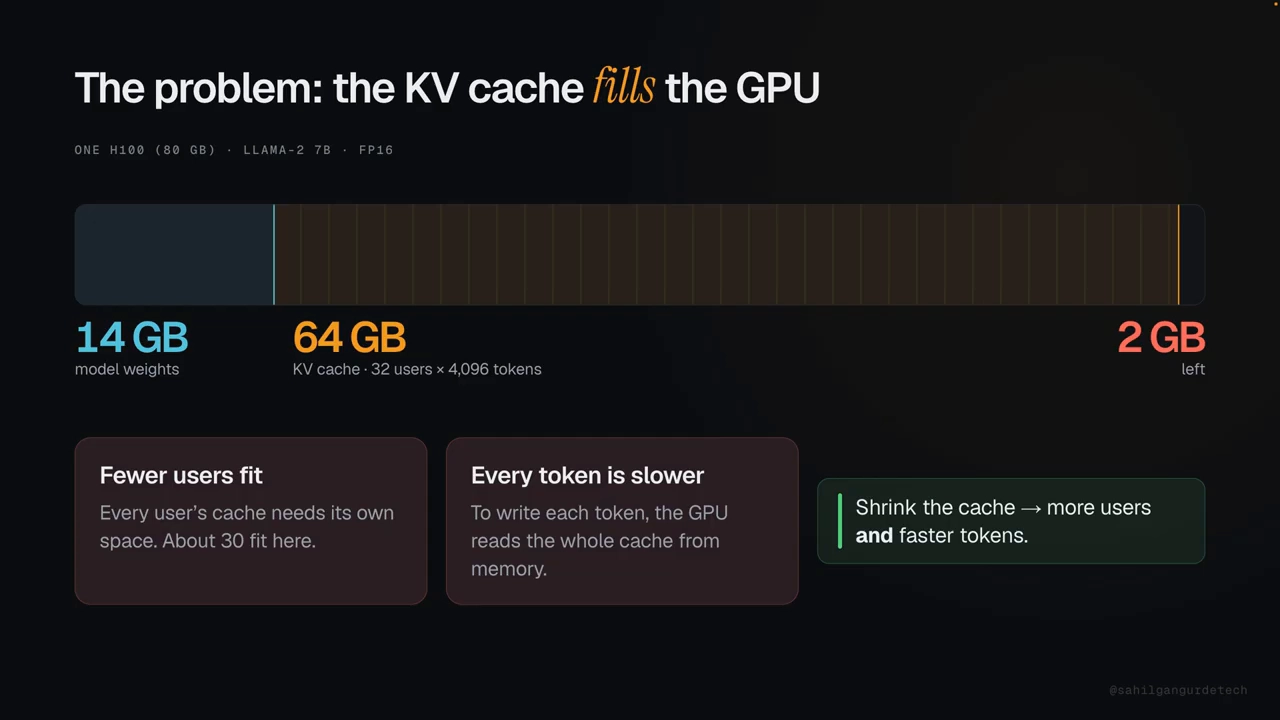 The problem: the KV cache fills the GPU
ONE H100 (80 GB) · LLAMA-2 7B · FP16
14 GB
model weights
64 GB
KV cache · 32 users × 4,096 tokens
2 GB
left
Fewer users fit
Every user’s cache needs its own
space. About 30 fit here.
Every token is slower
To write each token, the GPU
reads the whole cache from
memory.
Shrink the cache → more users
and faster tokens.
@sahilgangurdetech